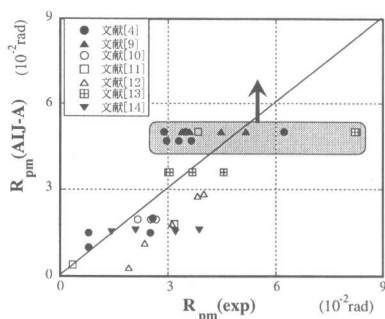 9
6
3
0
(10⁻²rad)
R_pm(AIJ-A)
文献[4]
文献[9]
文献[10]
文献[11]
文献[12]
文献[13]
文献[14]
0 3 6 9
R_pm(exp) (10⁻²rad)